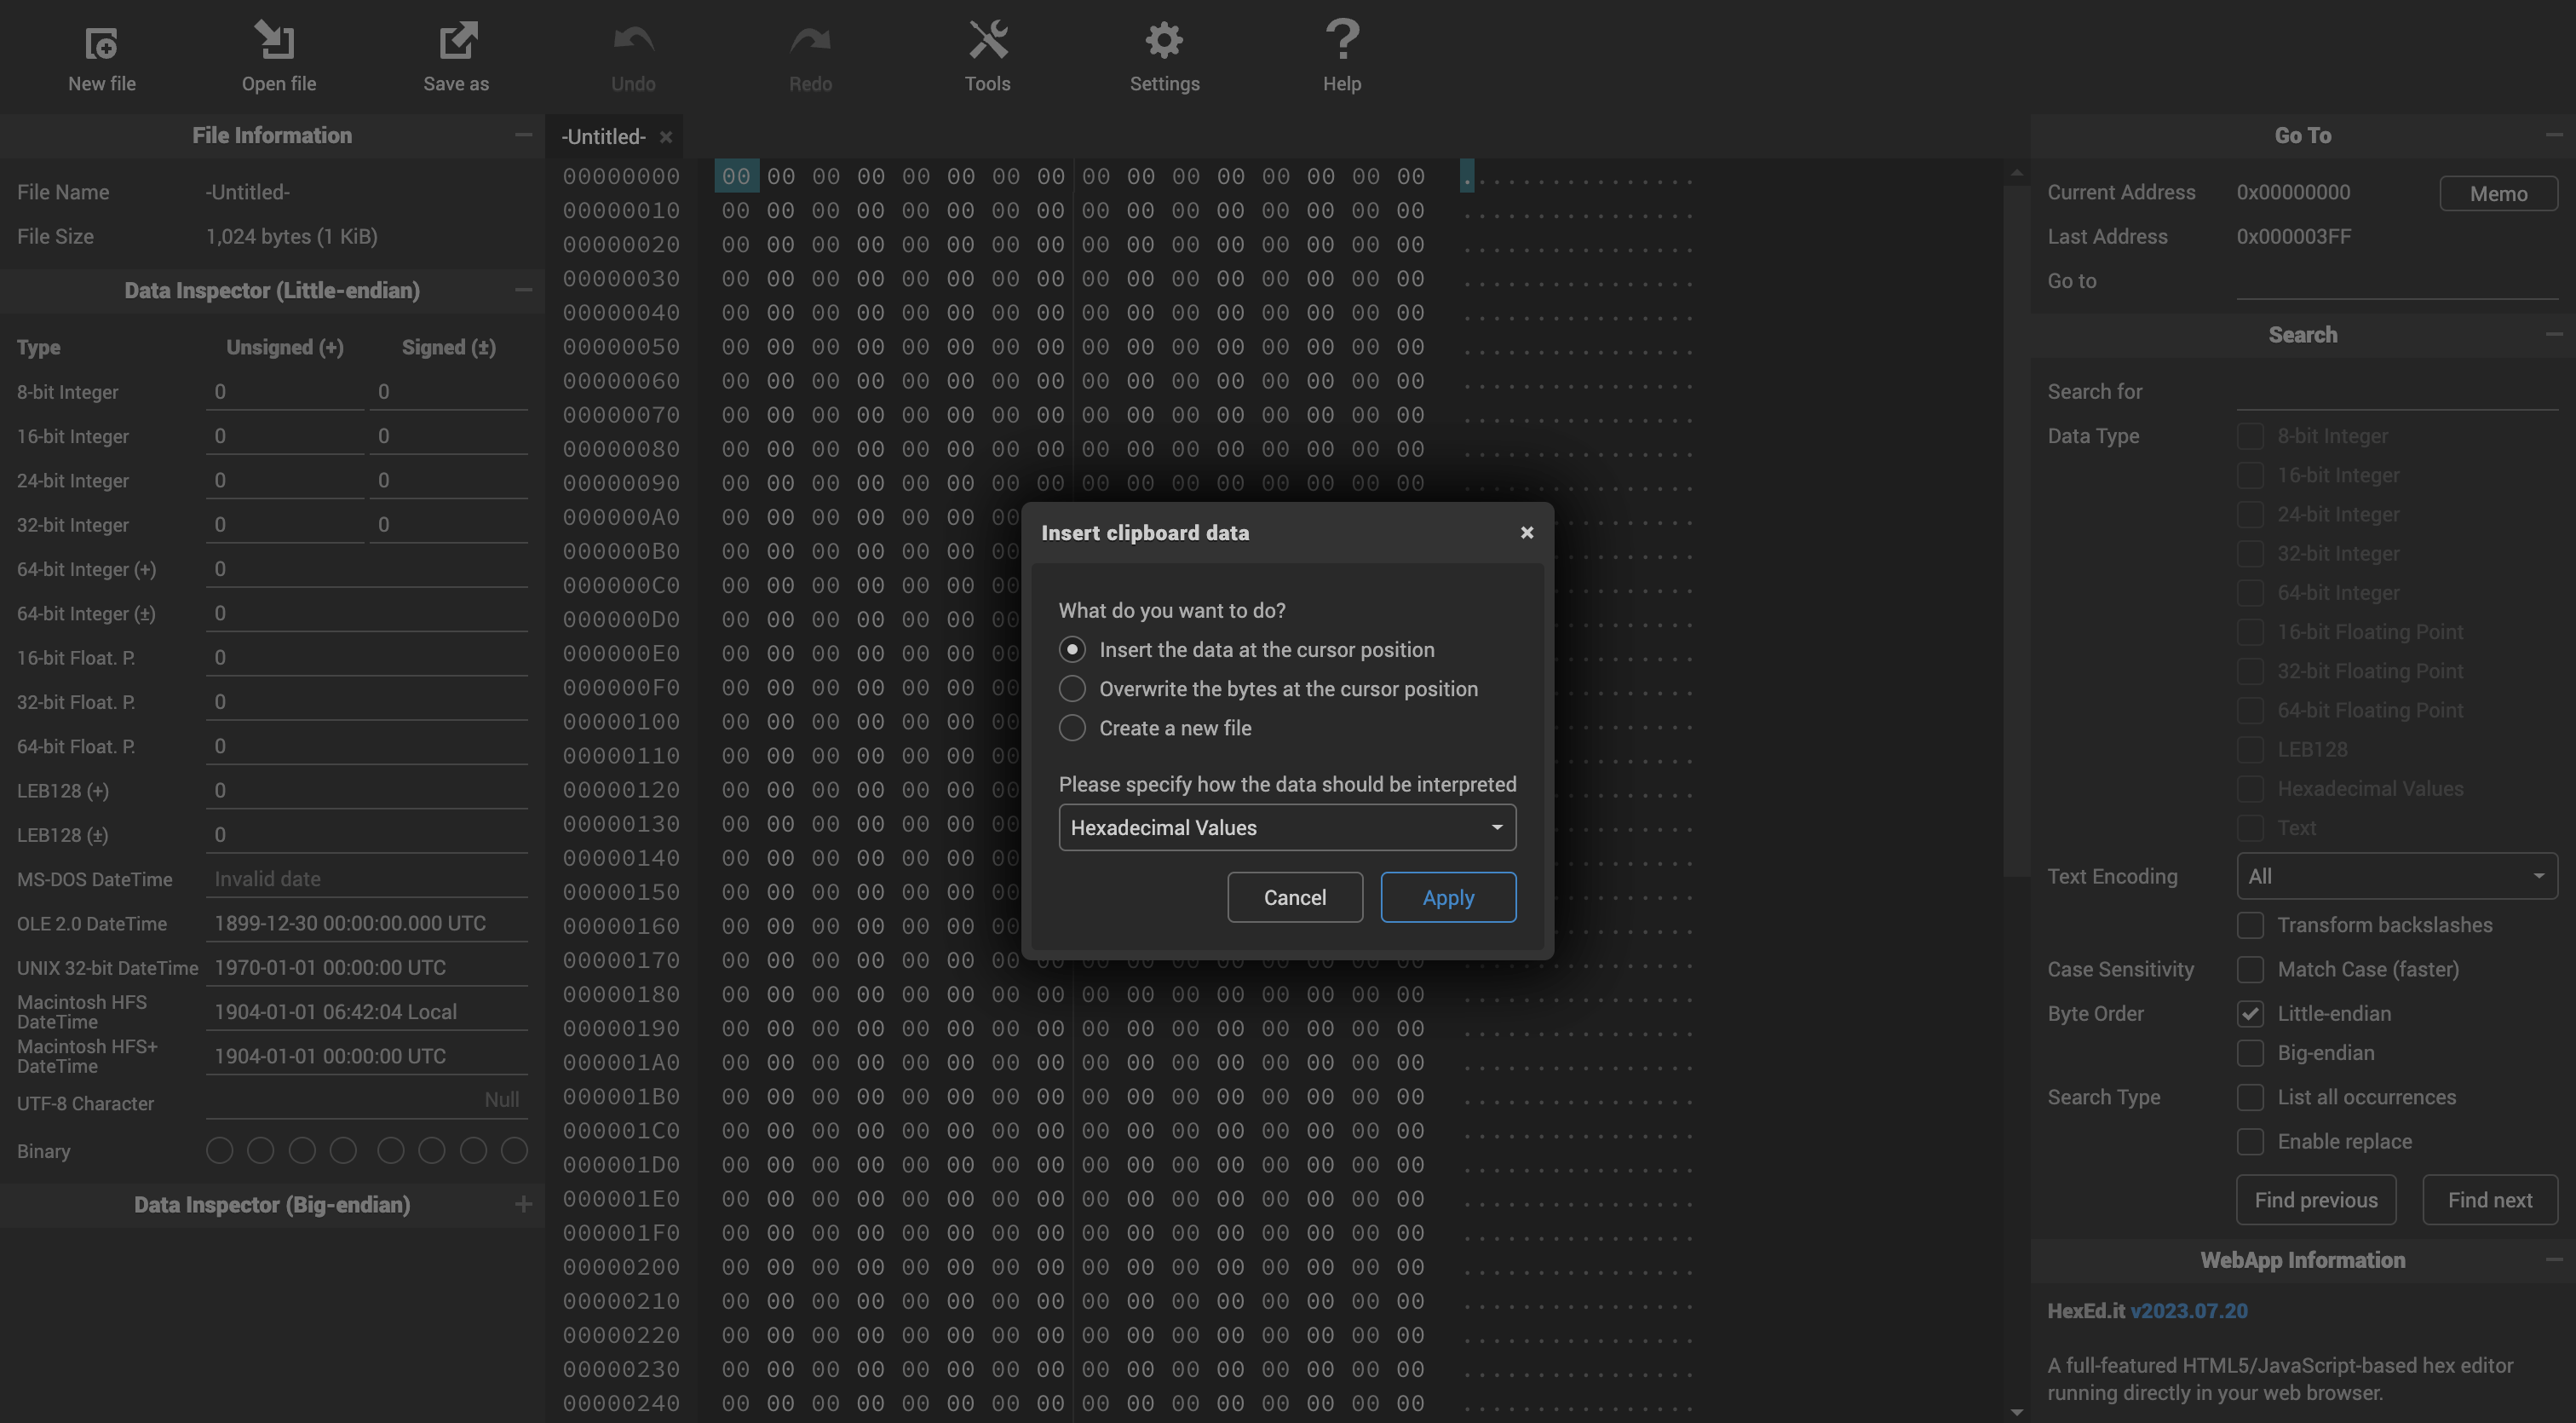 New file
Open file
Save as
Undo
Redo
Tools
Settings
Help
File Information
File Name -Untitled-
File Size 1,024 bytes (1 KiB)
Data Inspector (Little-endian)
Type Unsigned (+) Signed (±)
8-bit Integer 0 0
16-bit Integer 0 0
24-bit Integer 0 0
32-bit Integer 0 0
64-bit Integer (+) 0
64-bit Integer (±) 0
16-bit Float. P. 0
32-bit Float. P. 0
64-bit Float. P. 0
LEB128 (+) 0
LEB128 (±) 0
MS-DOS DateTime Invalid date
OLE 2.0 DateTime 1899-12-30 00:00:00.000 UTC
UNIX 32-bit DateTime 1970-01-01 00:00:00 UTC
Macintosh HFS
DateTime 1904-01-01 06:42:04 Local
Macintosh HFS+
DateTime 1904-01-01 00:00:00 UTC
UTF-8 Character Null
Binary
Data Inspector (Big-endian)
-Untitled-
00000000 00 00 00 00 00 00 00 00 00 00 00 00 00 00 00 00 ................
00000010 00 00 00 00 00 00 00 00 00 00 00 00 00 00 00 00 ................
00000020 00 00 00 00 00 00 00 00 00 00 00 00 00 00 00 00 ................
00000030 00 00 00 00 00 00 00 00 00 00 00 00 00 00 00 00 ................
00000040 00 00 00 00 00 00 00 00 00 00 00 00 00 00 00 00 ................
00000050 00 00 00 00 00 00 00 00 00 00 00 00 00 00 00 00 ................
00000060 00 00 00 00 00 00 00 00 00 00 00 00 00 00 00 00 ................
00000070 00 00 00 00 00 00 00 00 00 00 00 00 00 00 00 00 ................
00000080 00 00 00 00 00 00 00 00 00 00 00 00 00 00 00 00 ................
00000090 00 00 00 00 00 00 00 00 00 00 00 00 00 00 00 00 ................
000000A0 00 00 00 00 00 00 00
000000B0 00 00 00 00 00 00 00
000000C0 00 00 00 00 00 00 00
000000D0 00 00 00 00 00 00 00
000000E0 00 00 00 00 00 00 00
000000F0 00 00 00 00 00 00 00
00000100 00 00 00 00 00 00 00
00000110 00 00 00 00 00 00 00
00000120 00 00 00 00 00 00 00
00000130 00 00 00 00 00 00 00
00000140 00 00 00 00 00 00 00
00000150 00 00 00 00 00 00 00
00000160 00 00 00 00 00 00 00
00000170 00 00 00 00 00 00 00 00 00 00 00 00 00 00 00 00
00000180 00 00 00 00 00 00 00 00 00 00 00 00 00 00 00 00 ................
00000190 00 00 00 00 00 00 00 00 00 00 00 00 00 00 00 00 ................
000001A0 00 00 00 00 00 00 00 00 00 00 00 00 00 00 00 00 ................
000001B0 00 00 00 00 00 00 00 00 00 00 00 00 00 00 00 00 ................
000001C0 00 00 00 00 00 00 00 00 00 00 00 00 00 00 00 00 ................
000001D0 00 00 00 00 00 00 00 00 00 00 00 00 00 00 00 00 ................
000001E0 00 00 00 00 00 00 00 00 00 00 00 00 00 00 00 00 ................
000001F0 00 00 00 00 00 00 00 00 00 00 00 00 00 00 00 00 ................
00000200 00 00 00 00 00 00 00 00 00 00 00 00 00 00 00 00 ................
00000210 00 00 00 00 00 00 00 00 00 00 00 00 00 00 00 00 ................
00000220 00 00 00 00 00 00 00 00 00 00 00 00 00 00 00 00 ................
00000230 00 00 00 00 00 00 00 00 00 00 00 00 00 00 00 00 ................
00000240 00 00 00 00 00 00 00 00 00 00 00 00 00 00 00 00 ................
Insert clipboard data
What do you want to do?
Insert the data at the cursor position
Overwrite the bytes at the cursor position
Create a new file
Please specify how the data should be interpreted
Hexadecimal Values
Cancel
Apply
Go To
Current Address 0x00000000 Memo
Last Address 0x000003FF
Go to
Search
Search for
Data Type 8-bit Integer
16-bit Integer
24-bit Integer
32-bit Integer
64-bit Integer
16-bit Floating Point
32-bit Floating Point
64-bit Floating Point
LEB128
Hexadecimal Values
Text
Text Encoding All
Transform backslashes
Case Sensitivity Match Case (faster)
Byte Order Little-endian
Big-endian
Search Type List all occurrences
Enable replace
Find previous
Find next
WebApp Information
HexEd.it v2023.07.20
A full-featured HTML5/JavaScript-based hex editor
running directly in your web browser.